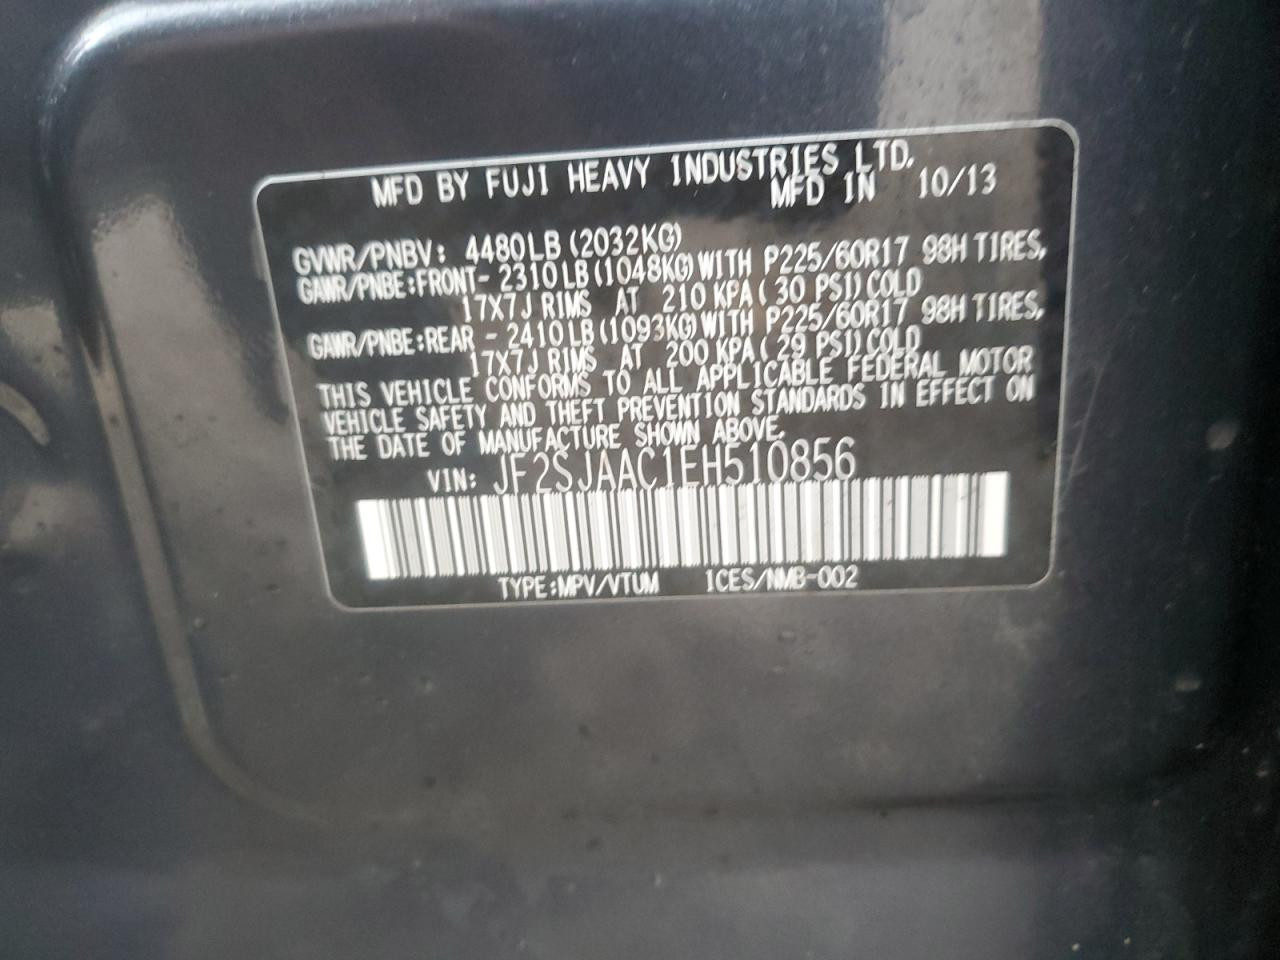 MFD BY FUJI HEAVY INDUSTRIES LTD.
MFD IN 10/13
GVWR/PNBV: 4480LB (2032KG)
GAWR/PNBE:FRONT- 2310LB(1048KG)WITH P225/60R17 98H TIRES,
17X7J RIMS AT 210 KPA( 30 PSI)COLD
GAWR/PNBE:REAR - 2410LB(1093KG)WITH P225/60R17 98H TIRES,
17X7J RIMS AT 200 KPA( 29 PSI)COLD
THIS VEHICLE CONFORMS TO ALL APPLICABLE FEDERAL MOTOR
VEHICLE SAFETY AND THEFT PREVENTION STANDARDS IN EFFECT ON
THE DATE OF MANUFACTURE SHOWN ABOVE.
VIN: JF2SJAAC1EH510856
TYPE:MPV/VTUM ICES/NMB-002